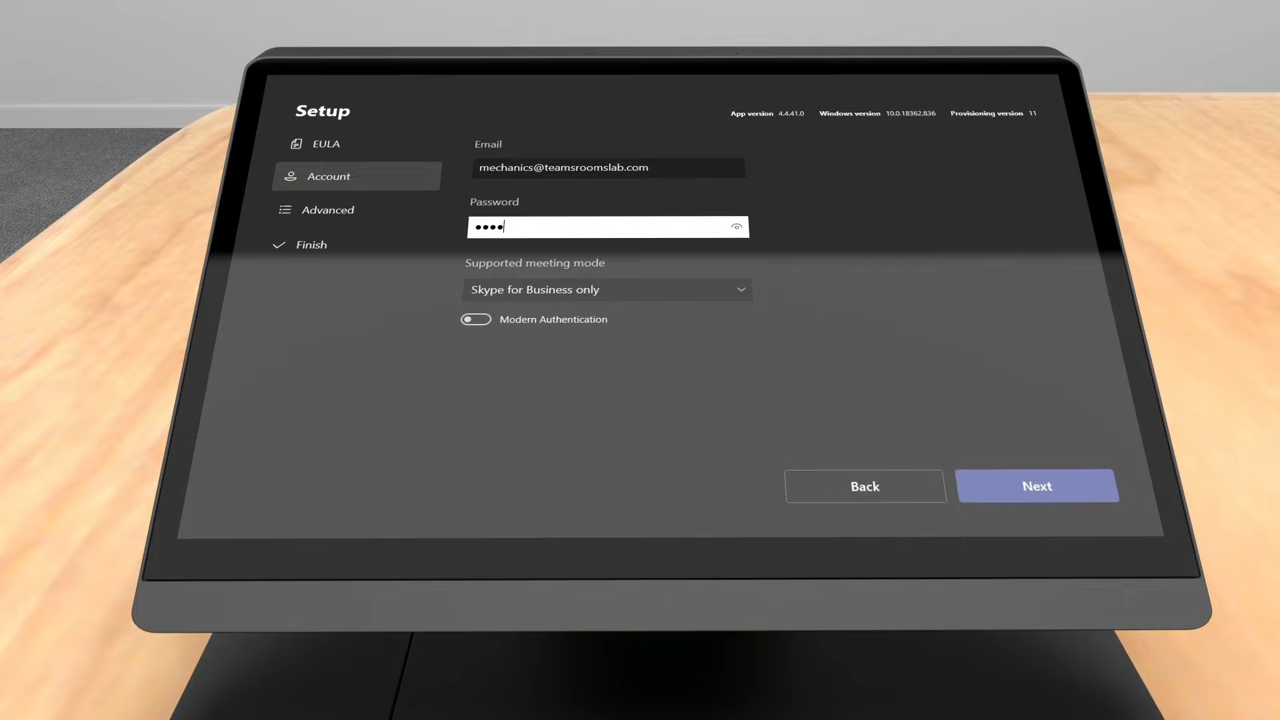 Setup
App version 4.4.41.0 Windows version 10.0.18362.836 Provisioning version 11
EULA
Account
Advanced
Finish
Email
mechanics@teamsroomslab.com
Password
••••
Supported meeting mode
Skype for Business only
Modern Authentication
Back
Next